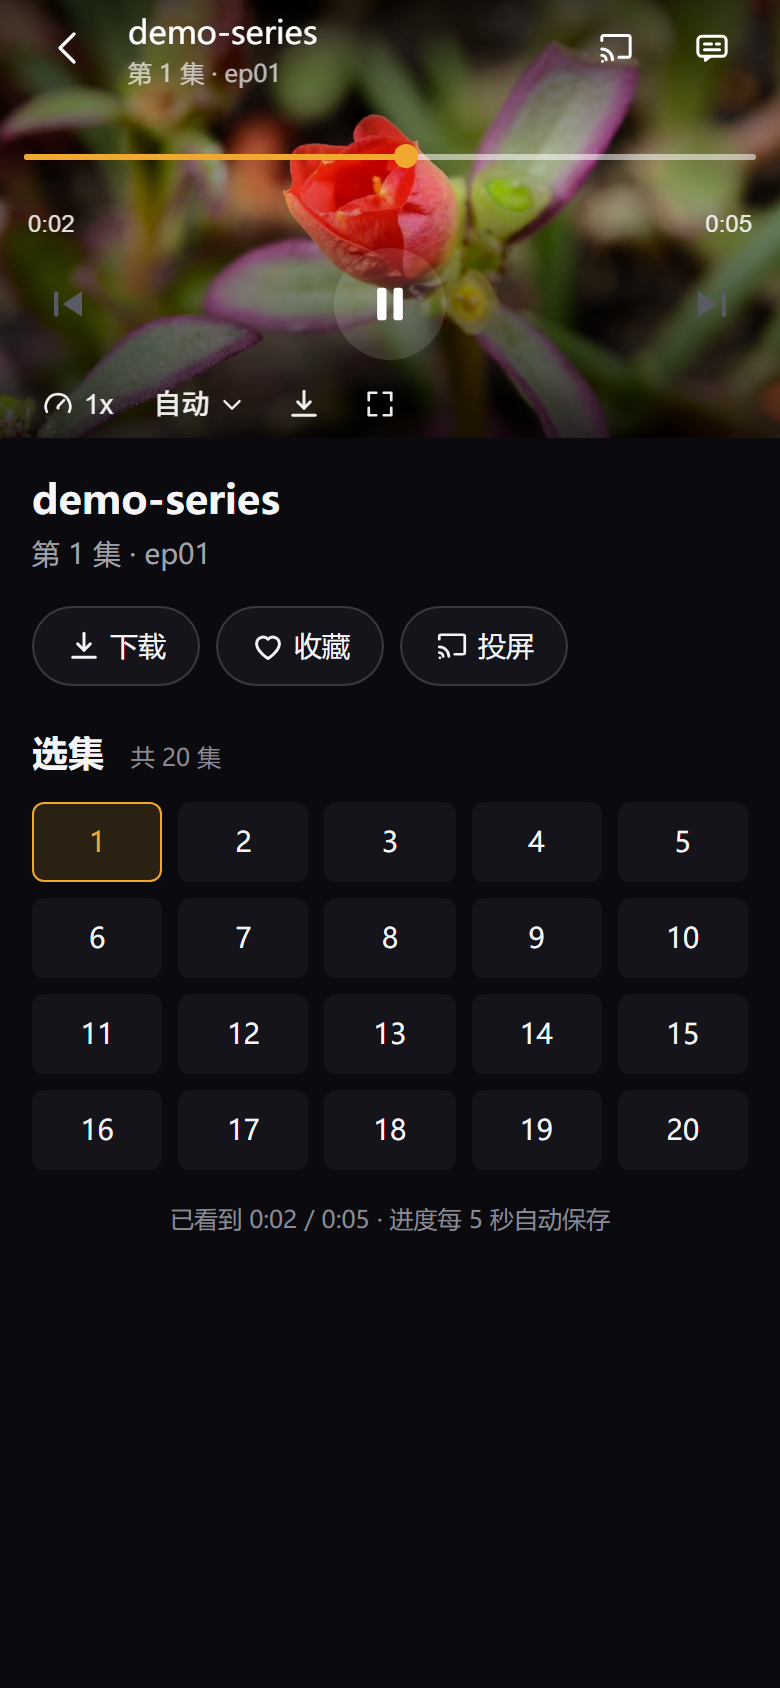 demo-series
第 1 集 · ep01
0:02
0:05
1x 自动
demo-series
第 1 集 · ep01
下载 收藏 投屏
选集 共 20 集
1 2 3 4 5
6 7 8 9 10
11 12 13 14 15
16 17 18 19 20
已看到 0:02 / 0:05 · 进度每 5 秒自动保存